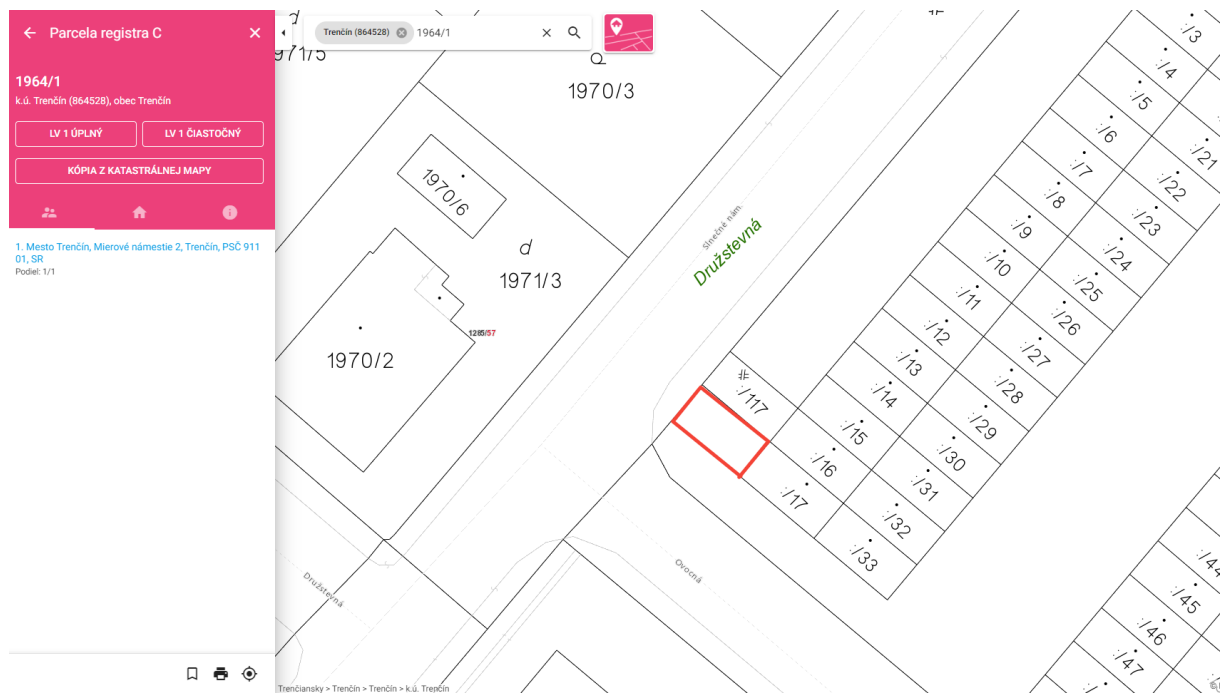 Parcela registra C
1964/1
k.ú. Trenčín (864528), obec Trenčín
LV 1 ÚPLNÝ
LV 1 ČIASTOČNÝ
KÓPIA Z KATASTRÁLNEJ MAPY
1. Mesto Trenčín, Mierové námestie 2, Trenčín, PSČ 911
01, SR
Podiel: 1/1
Trenčín (864528)
1964/1
1971/5
1970/3
1970/6
1971/3
1970/2
1285/57
Slnečné nám.
Družstevná
Družstevná
Ovocná
:/3
:/4
:/5
:/6
:/7
:/8
:/9
:/10
:/11
:/12
:/13
:/14
:/15
:/16
:/17
:/117
:/21
:/22
:/23
:/24
:/25
:/26
:/27
:/28
:/29
:/30
:/31
:/32
:/33
:/44
:/45
:/46
:/47
Trenčiansky > Trenčín > Trenčín > k.ú. Trenčín